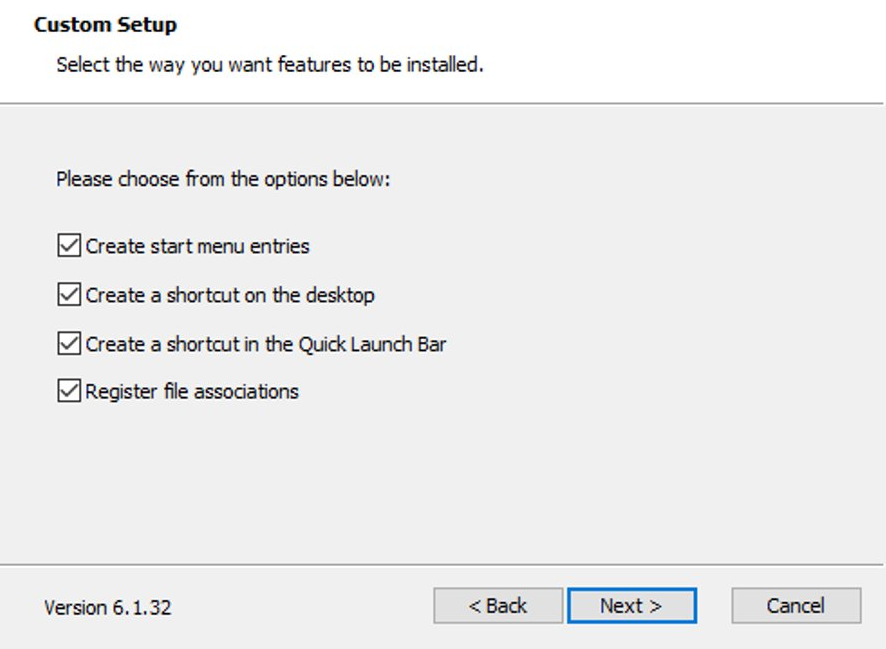 Custom Setup
Select the way you want features to be installed.
Please choose from the options below:
Create start menu entries
Create a shortcut on the desktop
Create a shortcut in the Quick Launch Bar
Register file associations
Version 6.1.32
< Back
Next >
Cancel